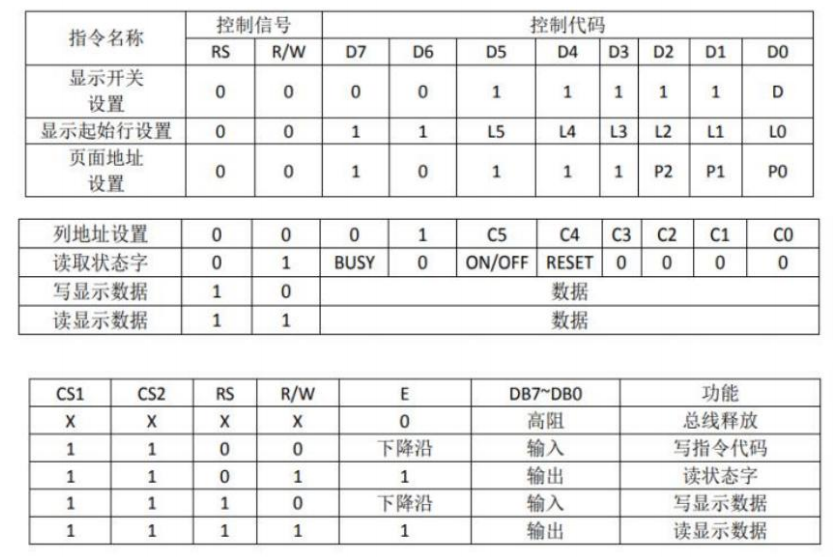 指令名称 控制信号 控制代码
RS R/W D7 D6 D5 D4 D3 D2 D1 D0
显示开关
设置 0 0 0 0 1 1 1 1 1 D
显示起始行设置 0 0 1 1 L5 L4 L3 L2 L1 L0
页面地址
设置 0 0 1 0 1 1 1 P2 P1 P0
列地址设置 0 0 0 1 C5 C4 C3 C2 C1 C0
读取状态字 0 1 BUSY 0 ON/OFF RESET 0 0 0 0
写显示数据 1 0 数据
读显示数据 1 1 数据
CS1 CS2 RS R/W E DB7~DB0 功能
X X X X 0 高阻 总线释放
1 1 0 0 下降沿 输入 写指令代码
1 1 0 1 1 输出 读状态字
1 1 1 0 下降沿 输入 写显示数据
1 1 1 1 1 输出 读显示数据